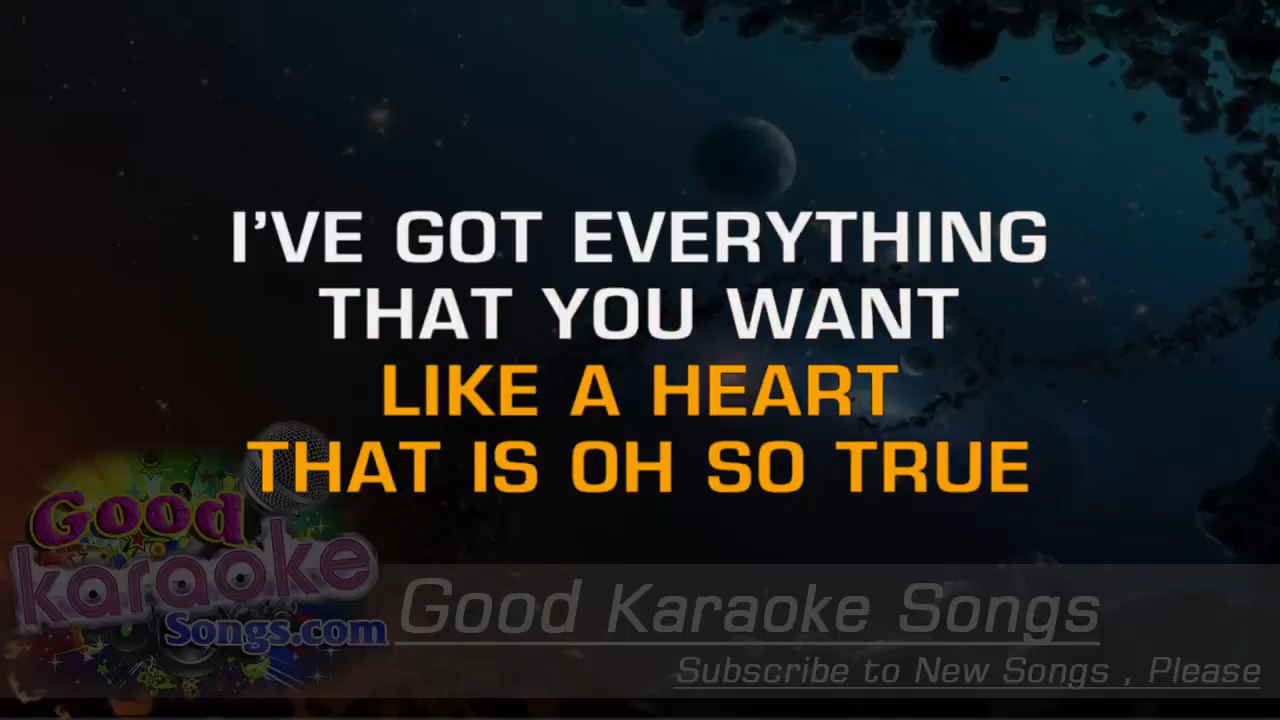 I'VE GOT EVERYTHING
THAT YOU WANT
LIKE A HEART
THAT IS OH SO TRUE
Good
karaoke
Songs.com
Good Karaoke Songs
Subscribe to New Songs , Please